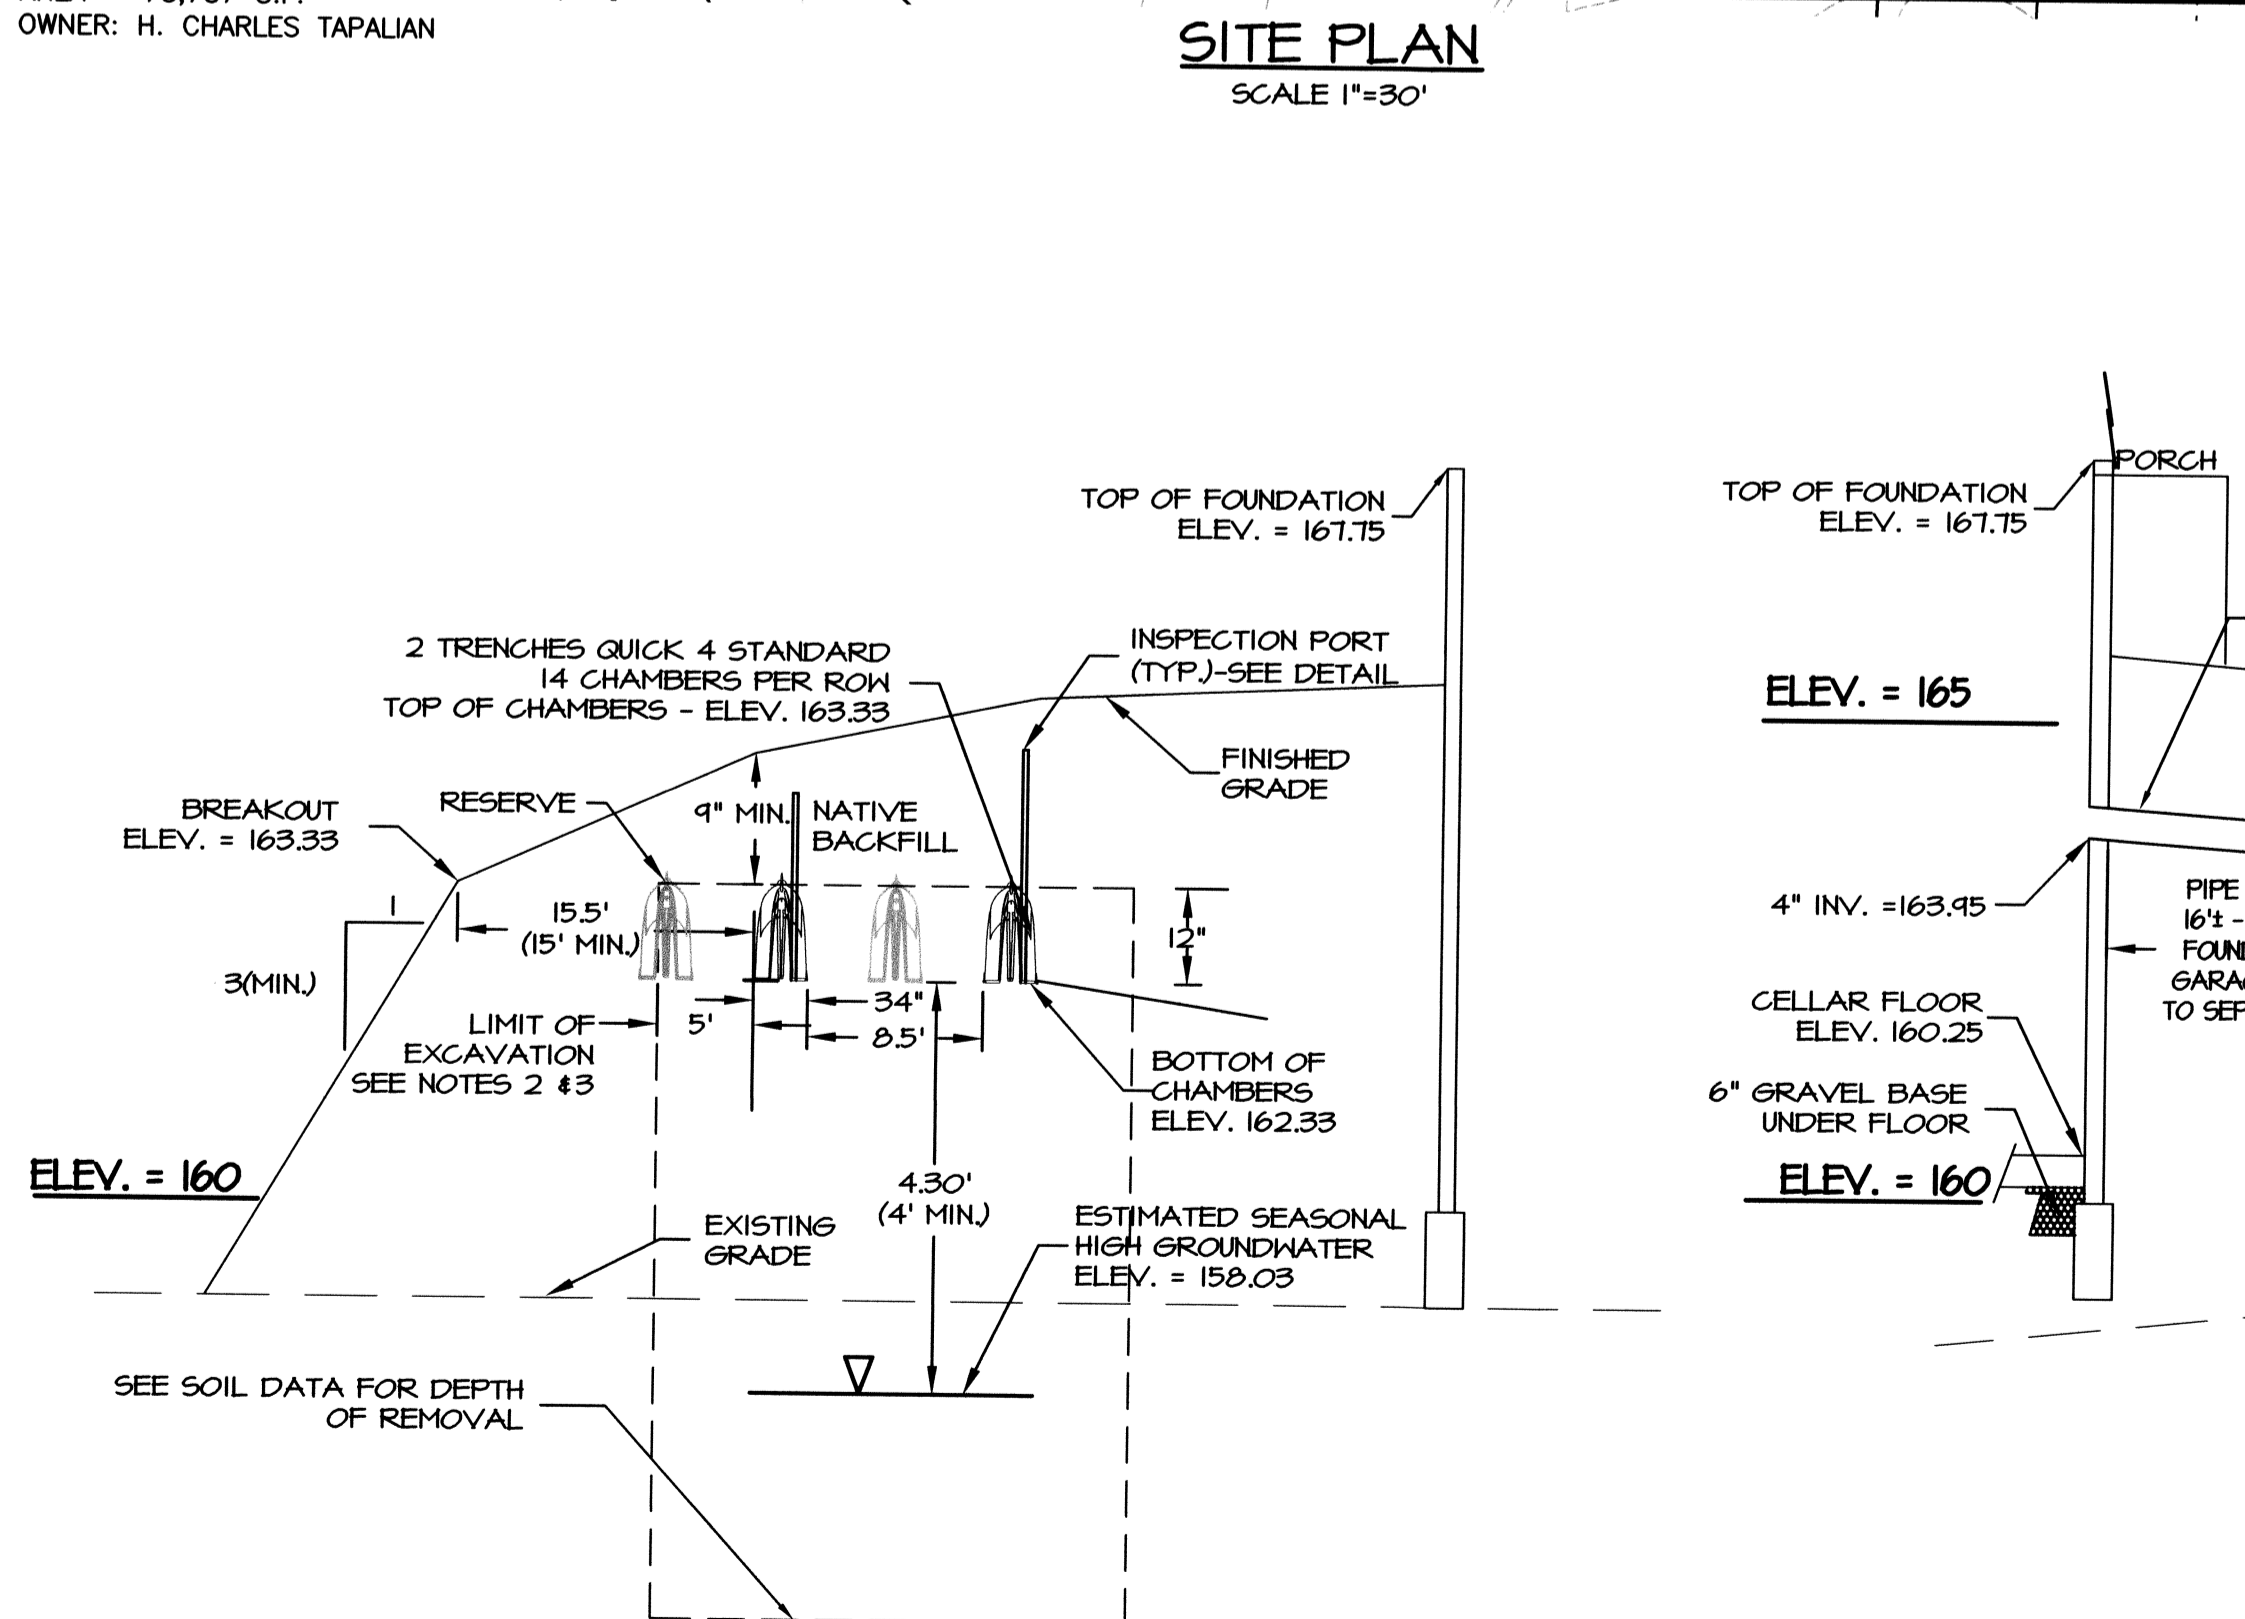 OWNER: H. CHARLES TAPALIAN
SITE PLAN
SCALE 1"=30'
TOP OF FOUNDATION
ELEV. = 167.75
2 TRENCHES QUICK 4 STANDARD
14 CHAMBERS PER ROW
TOP OF CHAMBERS - ELEV. 163.33
INSPECTION PORT
(TYP.)-SEE DETAIL
FINISHED
GRADE
BREAKOUT
ELEV. = 163.33
RESERVE
9" MIN.
NATIVE
BACKFILL
1
3(MIN.)
15.5'
(15' MIN.)
12"
34"
5'
8.5'
LIMIT OF
EXCAVATION
SEE NOTES 2 &3
BOTTOM OF
CHAMBERS
ELEV. 162.33
ELEV. = 160
4.30'
(4' MIN.)
EXISTING
GRADE
ESTIMATED SEASONAL
HIGH GROUNDWATER
ELEV. = 158.03
SEE SOIL DATA FOR DEPTH
OF REMOVAL
PORCH
TOP OF FOUNDATION
ELEV. = 167.75
ELEV. = 165
4" INV. =163.95
PIPE
16'± -
FOUN
GARA
TO SEP
CELLAR FLOOR
ELEV. 160.25
6" GRAVEL BASE
UNDER FLOOR
ELEV. = 160